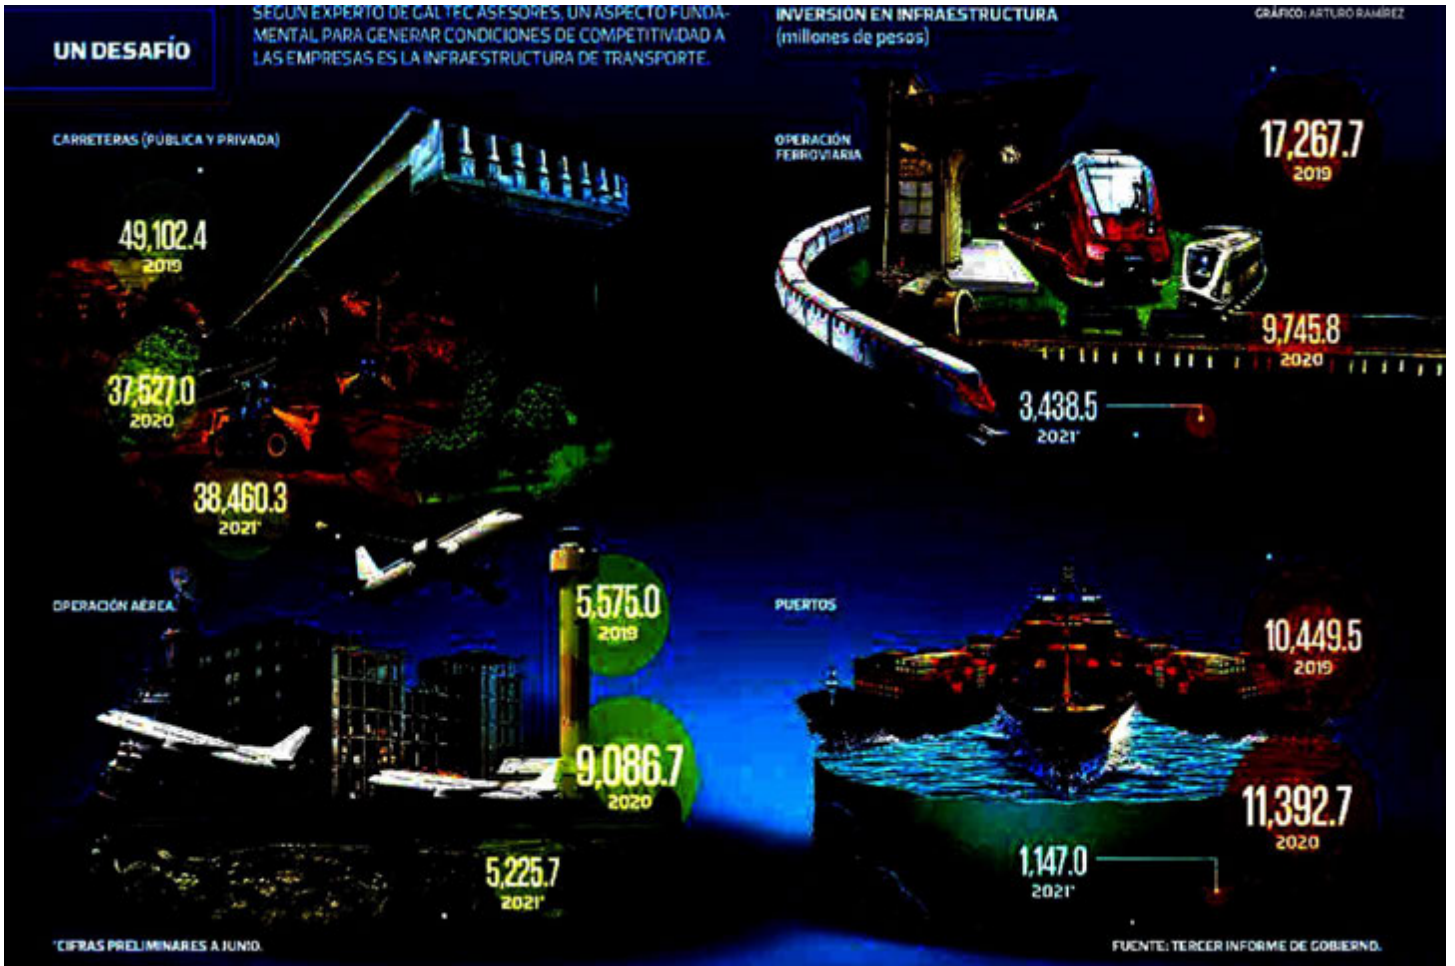 UN DESAFÍO
SEGÚN EXPERTO DE GALTEC ASESORES, UN ASPECTO FUNDA-
MENTAL PARA GENERAR CONDICIONES DE COMPETITIVIDAD A
LAS EMPRESAS ES LA INFRAESTRUCTURA DE TRANSPORTE.
INVERSIÓN EN INFRAESTRUCTURA
(millones de pesos)
GRÁFICO: ARTURO RAMÍREZ
CARRETERAS (PÚBLICA Y PRIVADA)
49,102.4
2019
37,527.0
2020
38,460.3
2021*
OPERACIÓN
FERROVIARIA
17,267.7
2019
9,745.8
2020
3,438.5
2021*
OPERACIÓN AÉREA
5,575.0
2019
9,086.7
2020
5,225.7
2021*
PUERTOS
10,449.5
2019
11,392.7
2020
1,147.0
2021*
*CIFRAS PRELIMINARES A JUNIO.
FUENTE: TERCER INFORME DE GOBIERNO.